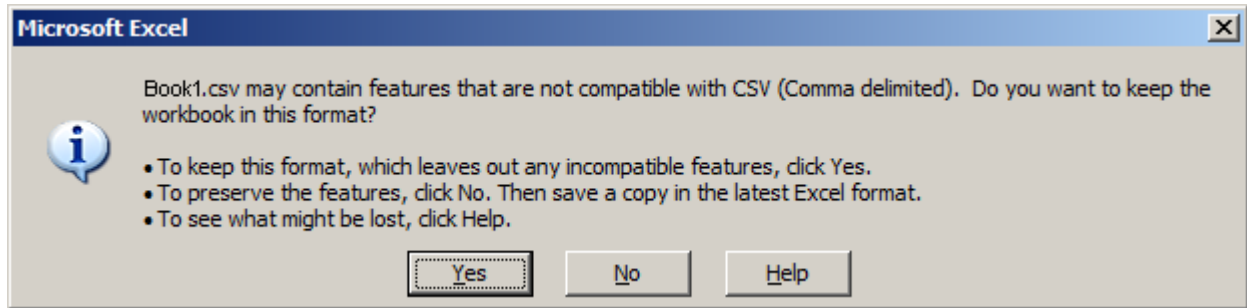 Microsoft Excel
Book1.csv may contain features that are not compatible with CSV (Comma delimited).  Do you want to keep the
workbook in this format?
• To keep this format, which leaves out any incompatible features, click Yes.
• To preserve the features, click No. Then save a copy in the latest Excel format.
• To see what might be lost, click Help.
Yes No Help